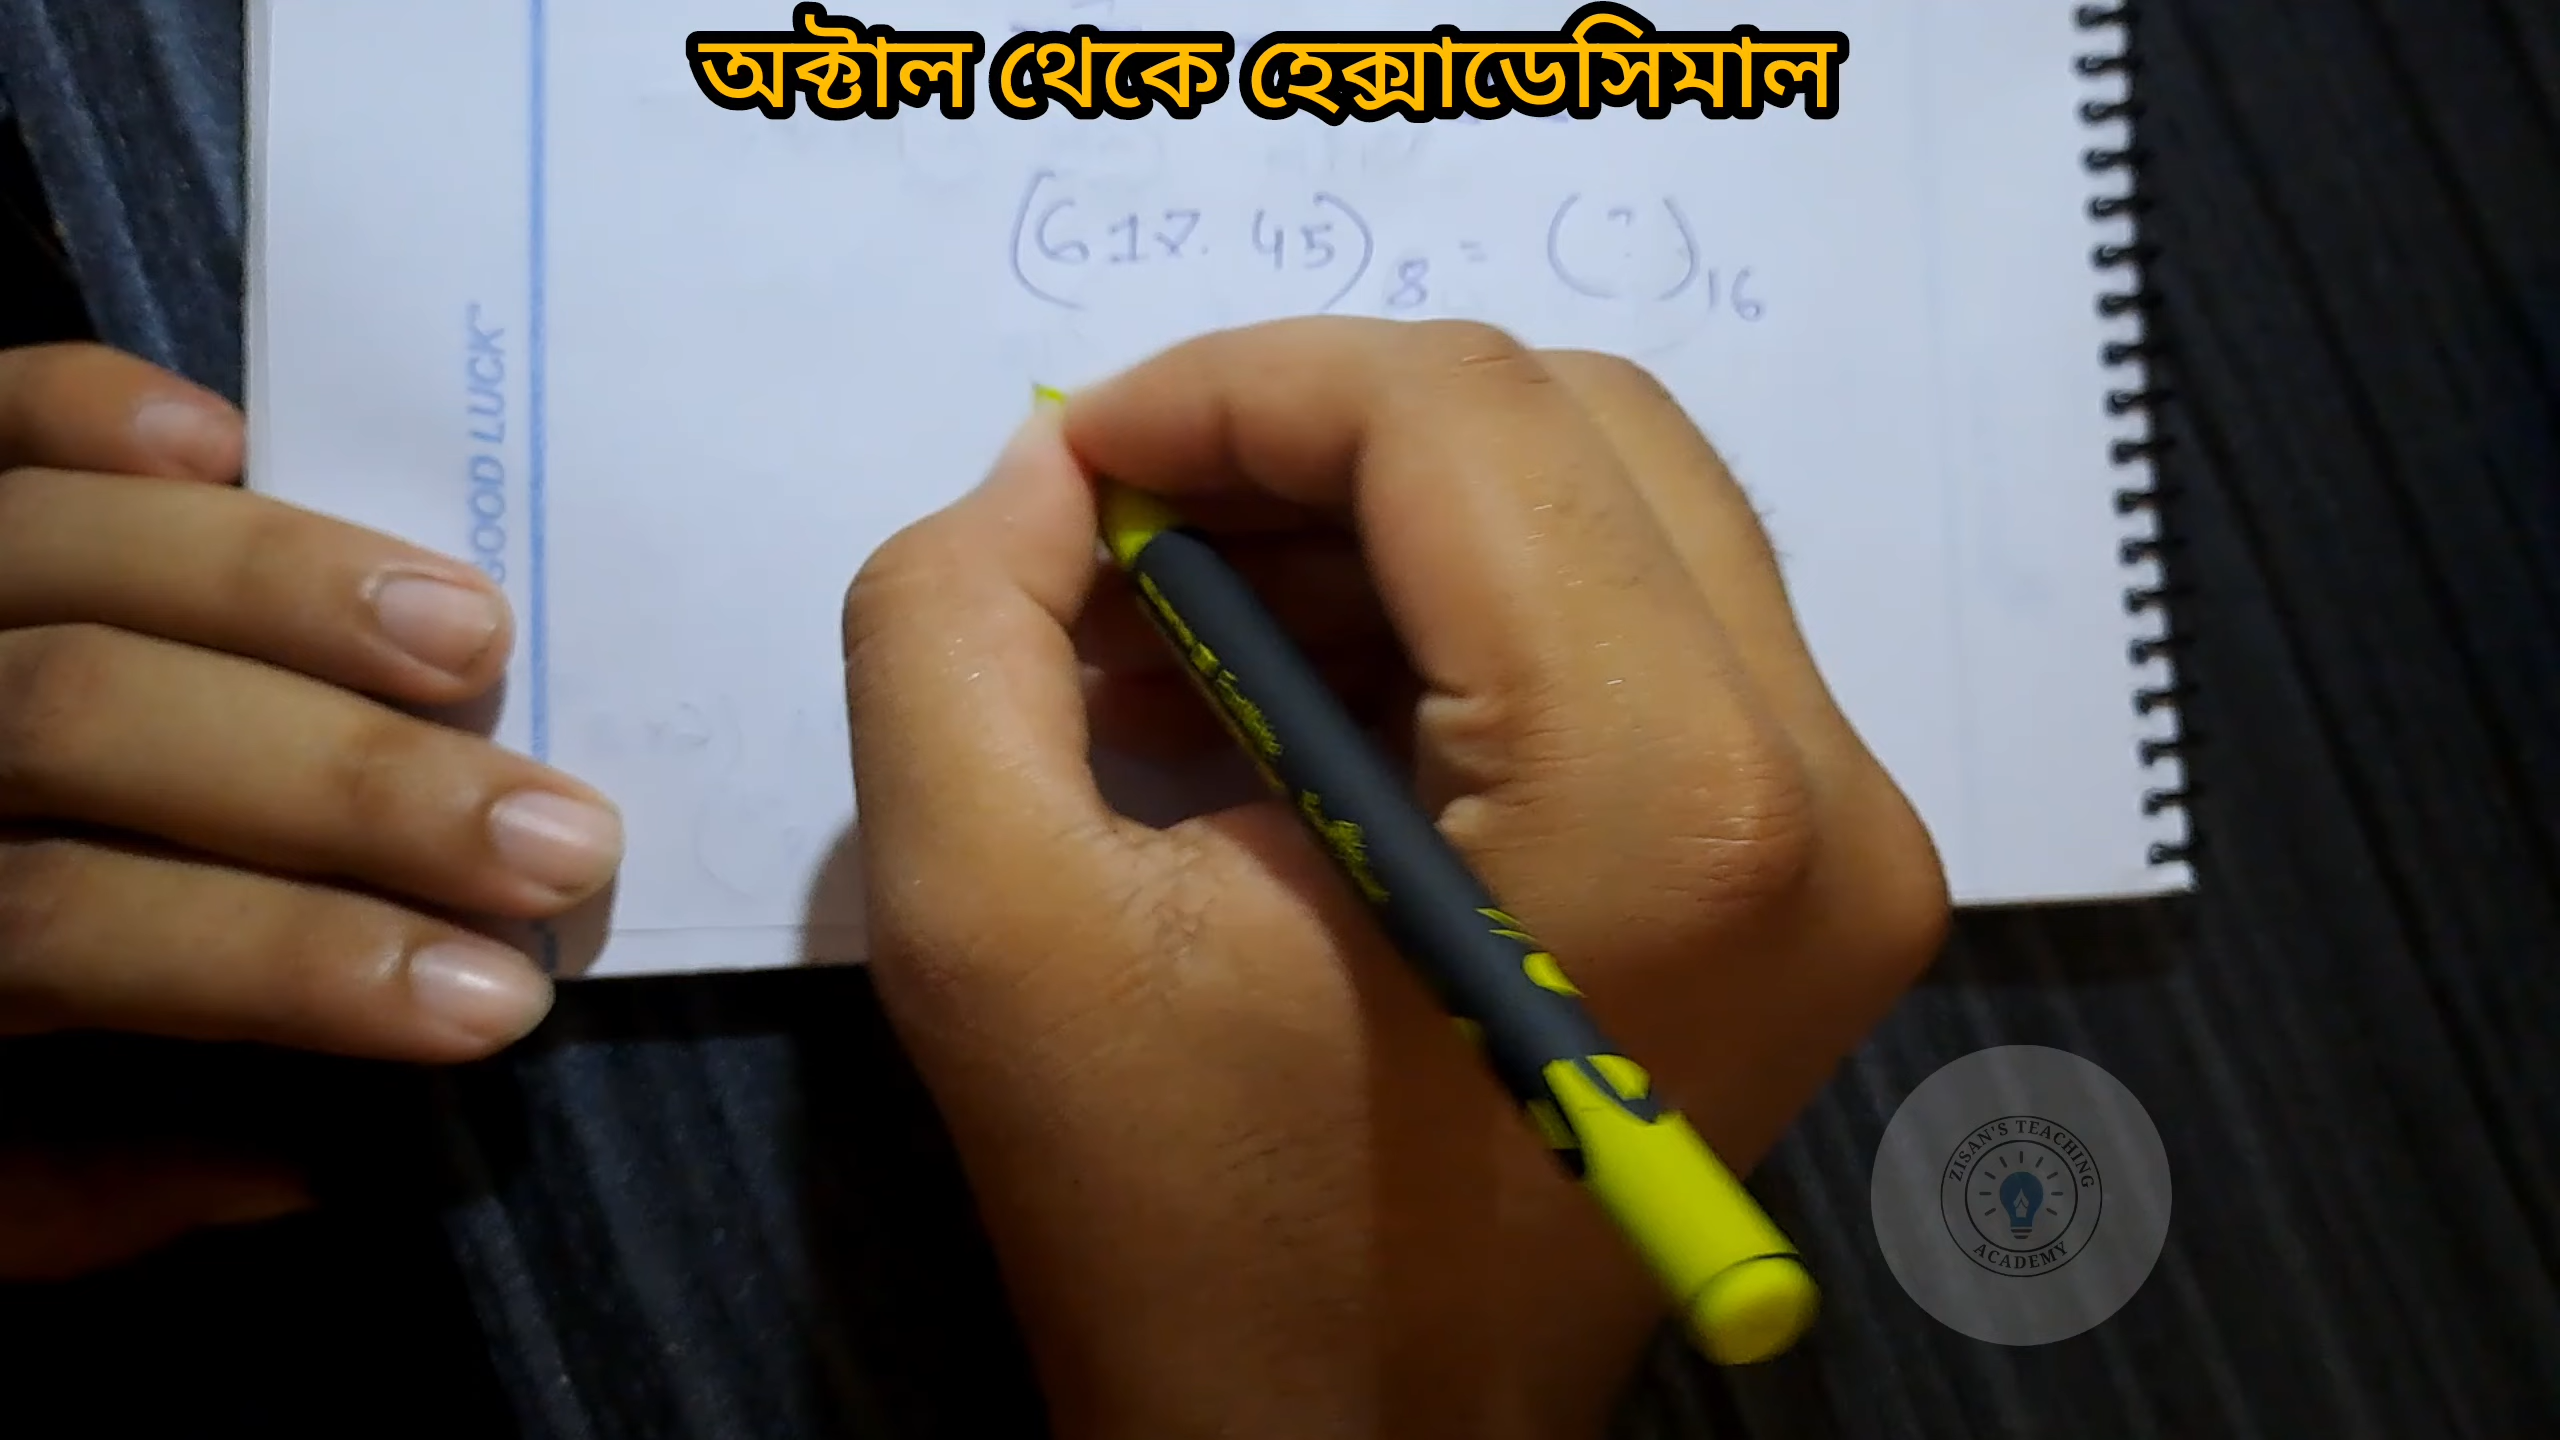 অক্টাল থেকে হেক্সাডেসিমাল
(617. 45)8 = (?)16
GOOD LUCK"
ZISAN'S TEACHING
ACADEMY